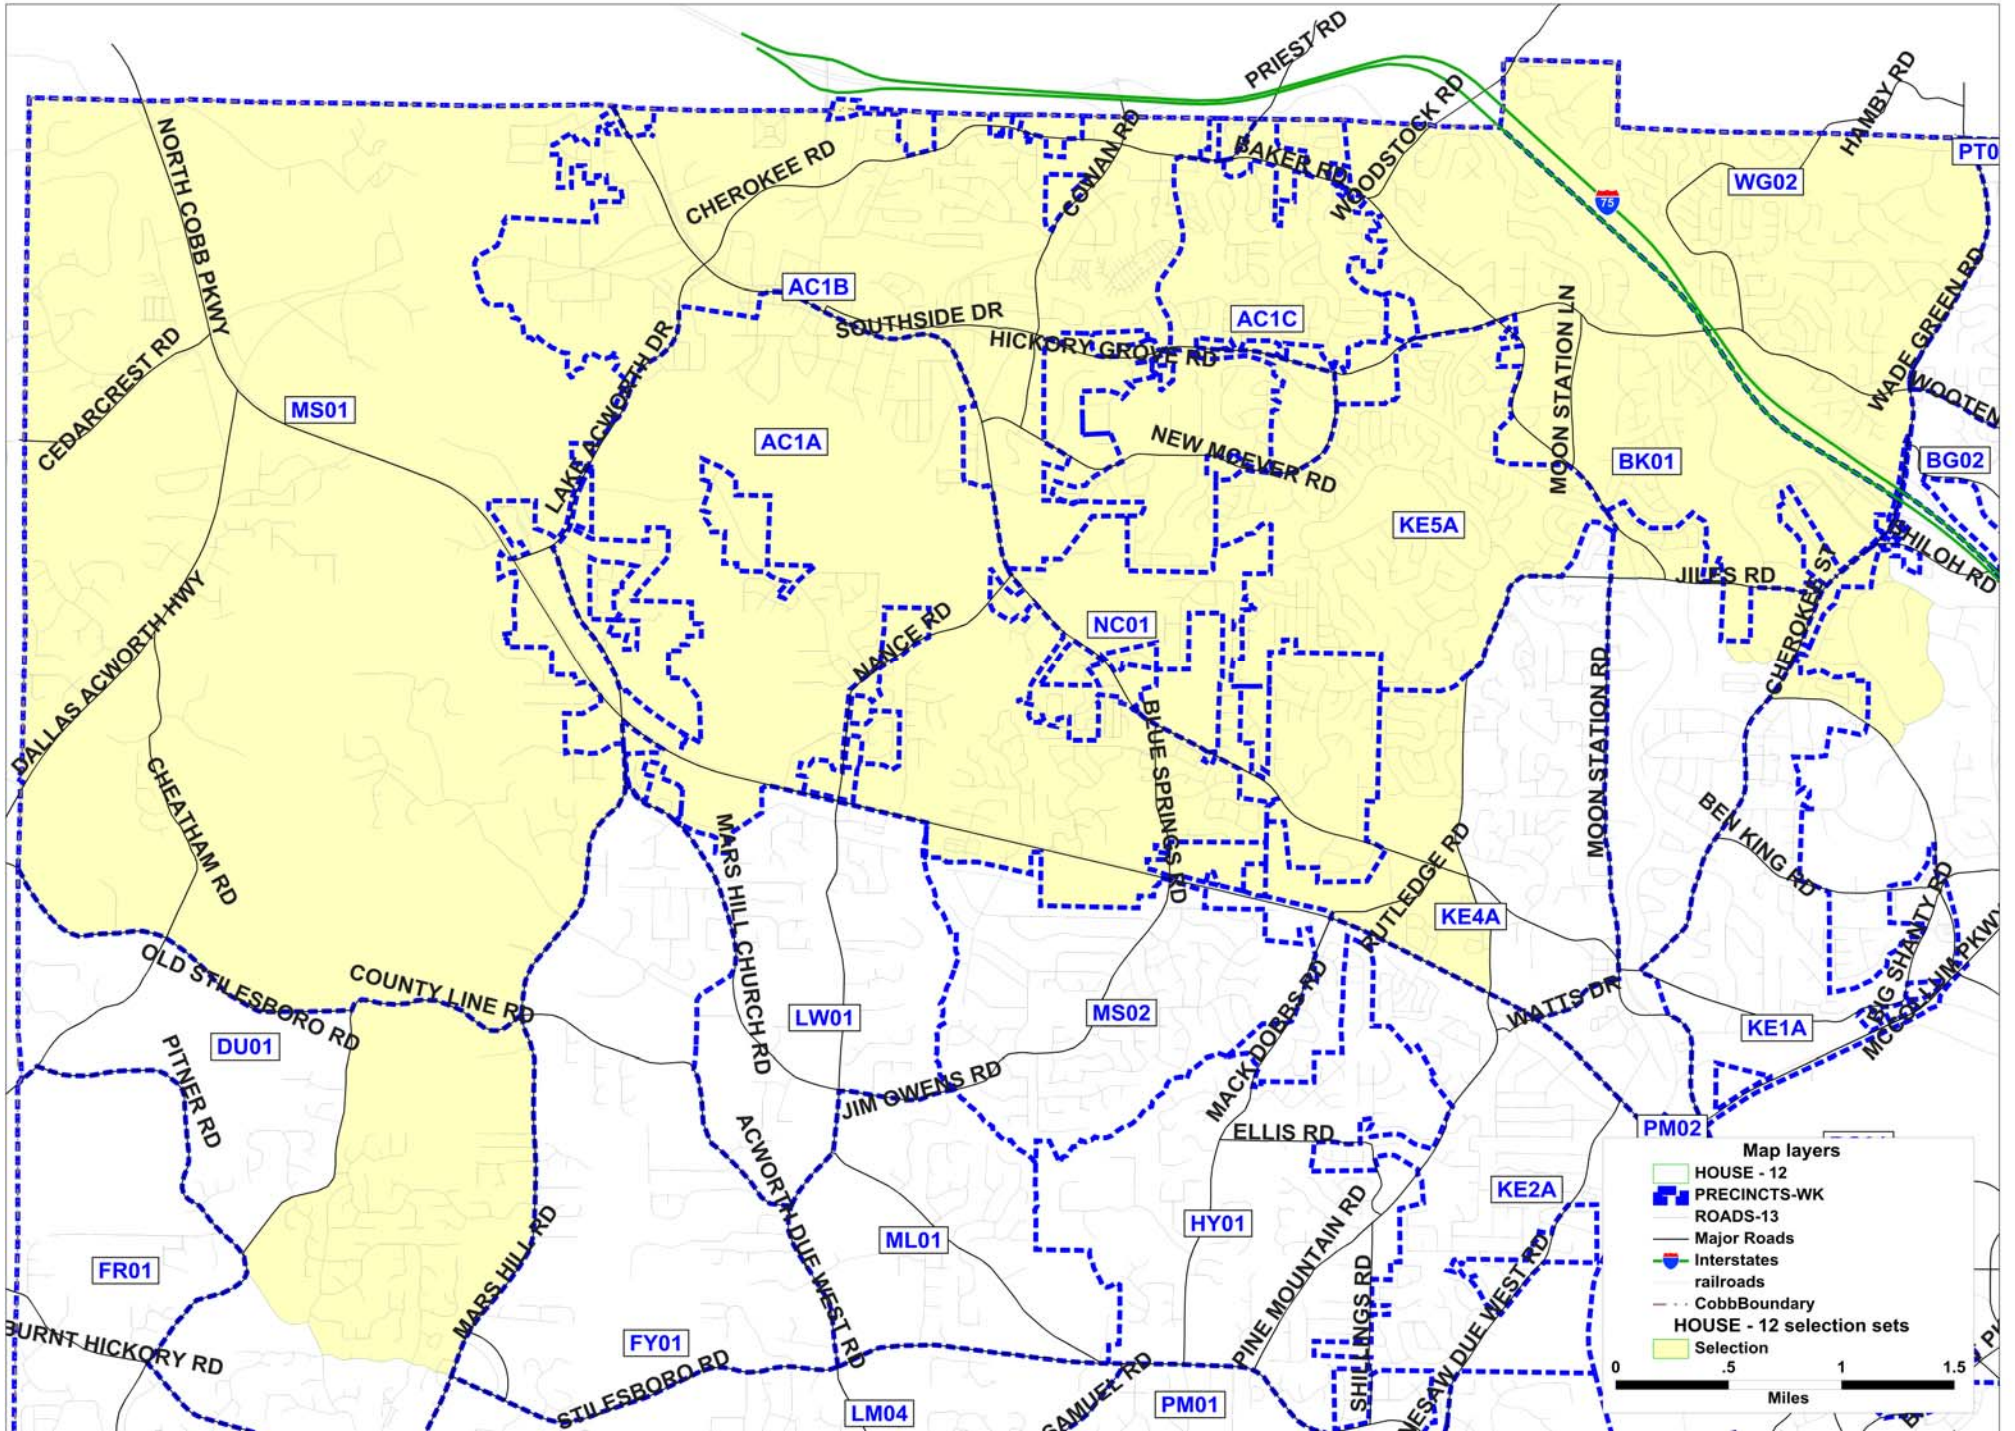 PRIEST RD
HAMBY RD
WOODSTOCK RD
COWAN RD
BAKER RD
PT0
WG02
75
CHEROKEE RD
NORTH COBB PKWY
AC1B
SOUTHSIDE DR
AC1C
HICKORY GROVE RD
MOON STATION LN
WADE GREEN RD
WOOTEN
CEDARCREST RD
MS01
LAKE ACWORTH DR
AC1A
NEW MCEVER RD
BK01
BG02
KE5A
SHILOH RD
JILES RD
CHEROKEE ST
DALLAS ACWORTH HWY
NANCE RD
NC01
MOON STATION RD
BLUE SPRINGS RD
CHEATHAM RD
MARS HILL CHURCH RD
BEN KING RD
RUTLEDGE RD
KE4A
BIG SHANTY RD
MCCOLLUM PKWY
OLD STILESBORO RD
COUNTY LINE RD
MACK DOBBS RD
WATTS DR
LW01
MS02
KE1A
DU01
PITNER RD
JIM OWENS RD
ACWORTH DUE WEST RD
ELLIS RD
PM02
KE2A
HY01
ML01
PINE MOUNTAIN RD
FR01
MARS HILL RD
SHILLINGS RD
NESAW DUE WEST RD
BURNT HICKORY RD
FY01
STILESBORO RD
SAMUEL RD
LM04
PM01
Map layers
HOUSE - 12
PRECINCTS-WK
ROADS-13
Major Roads
Interstates
railroads
CobbBoundary
HOUSE - 12 selection sets
Selection
0 .5 1 1.5
Miles